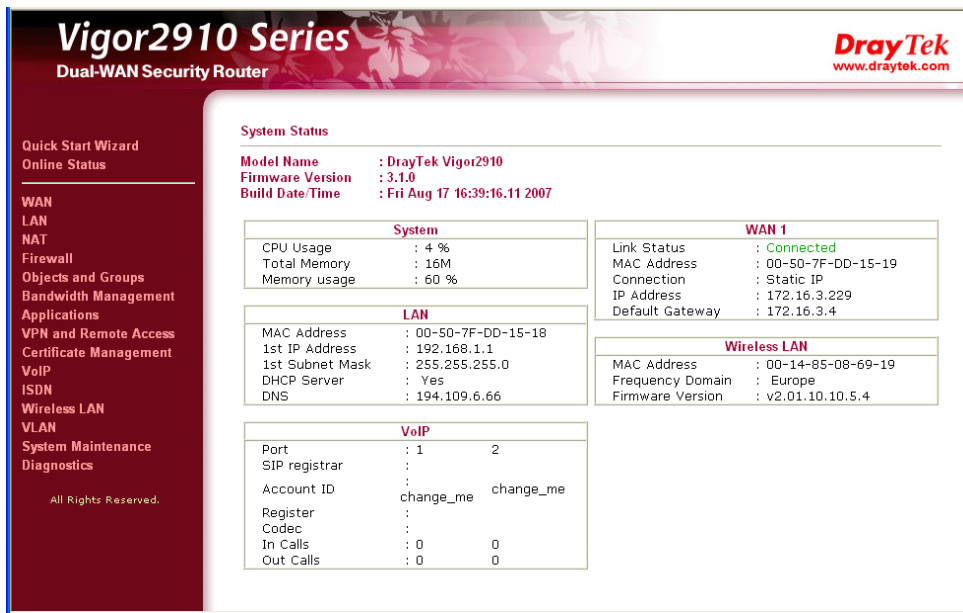 Vigor2910 Series
Dual-WAN Security Router
DrayTek
www.draytek.com
Quick Start Wizard
Online Status
WAN
LAN
NAT
Firewall
Objects and Groups
Bandwidth Management
Applications
VPN and Remote Access
Certificate Management
VoIP
ISDN
Wireless LAN
VLAN
System Maintenance
Diagnostics
All Rights Reserved.
System Status
Model Name : DrayTek Vigor2910
Firmware Version : 3.1.0
Build Date/Time : Fri Aug 17 16:39:16.11 2007
System
CPU Usage : 4 %
Total Memory : 16M
Memory usage : 60 %
LAN
MAC Address : 00-50-7F-DD-15-18
1st IP Address : 192.168.1.1
1st Subnet Mask : 255.255.255.0
DHCP Server : Yes
DNS : 194.109.6.66
VoIP
Port : 1 2
SIP registrar :
Account ID : change_me change_me
Register :
Codec :
In Calls : 0 0
Out Calls : 0 0
WAN 1
Link Status : Connected
MAC Address : 00-50-7F-DD-15-19
Connection : Static IP
IP Address : 172.16.3.229
Default Gateway : 172.16.3.4
Wireless LAN
MAC Address : 00-14-85-08-69-19
Frequency Domain : Europe
Firmware Version : v2.01.10.10.5.4